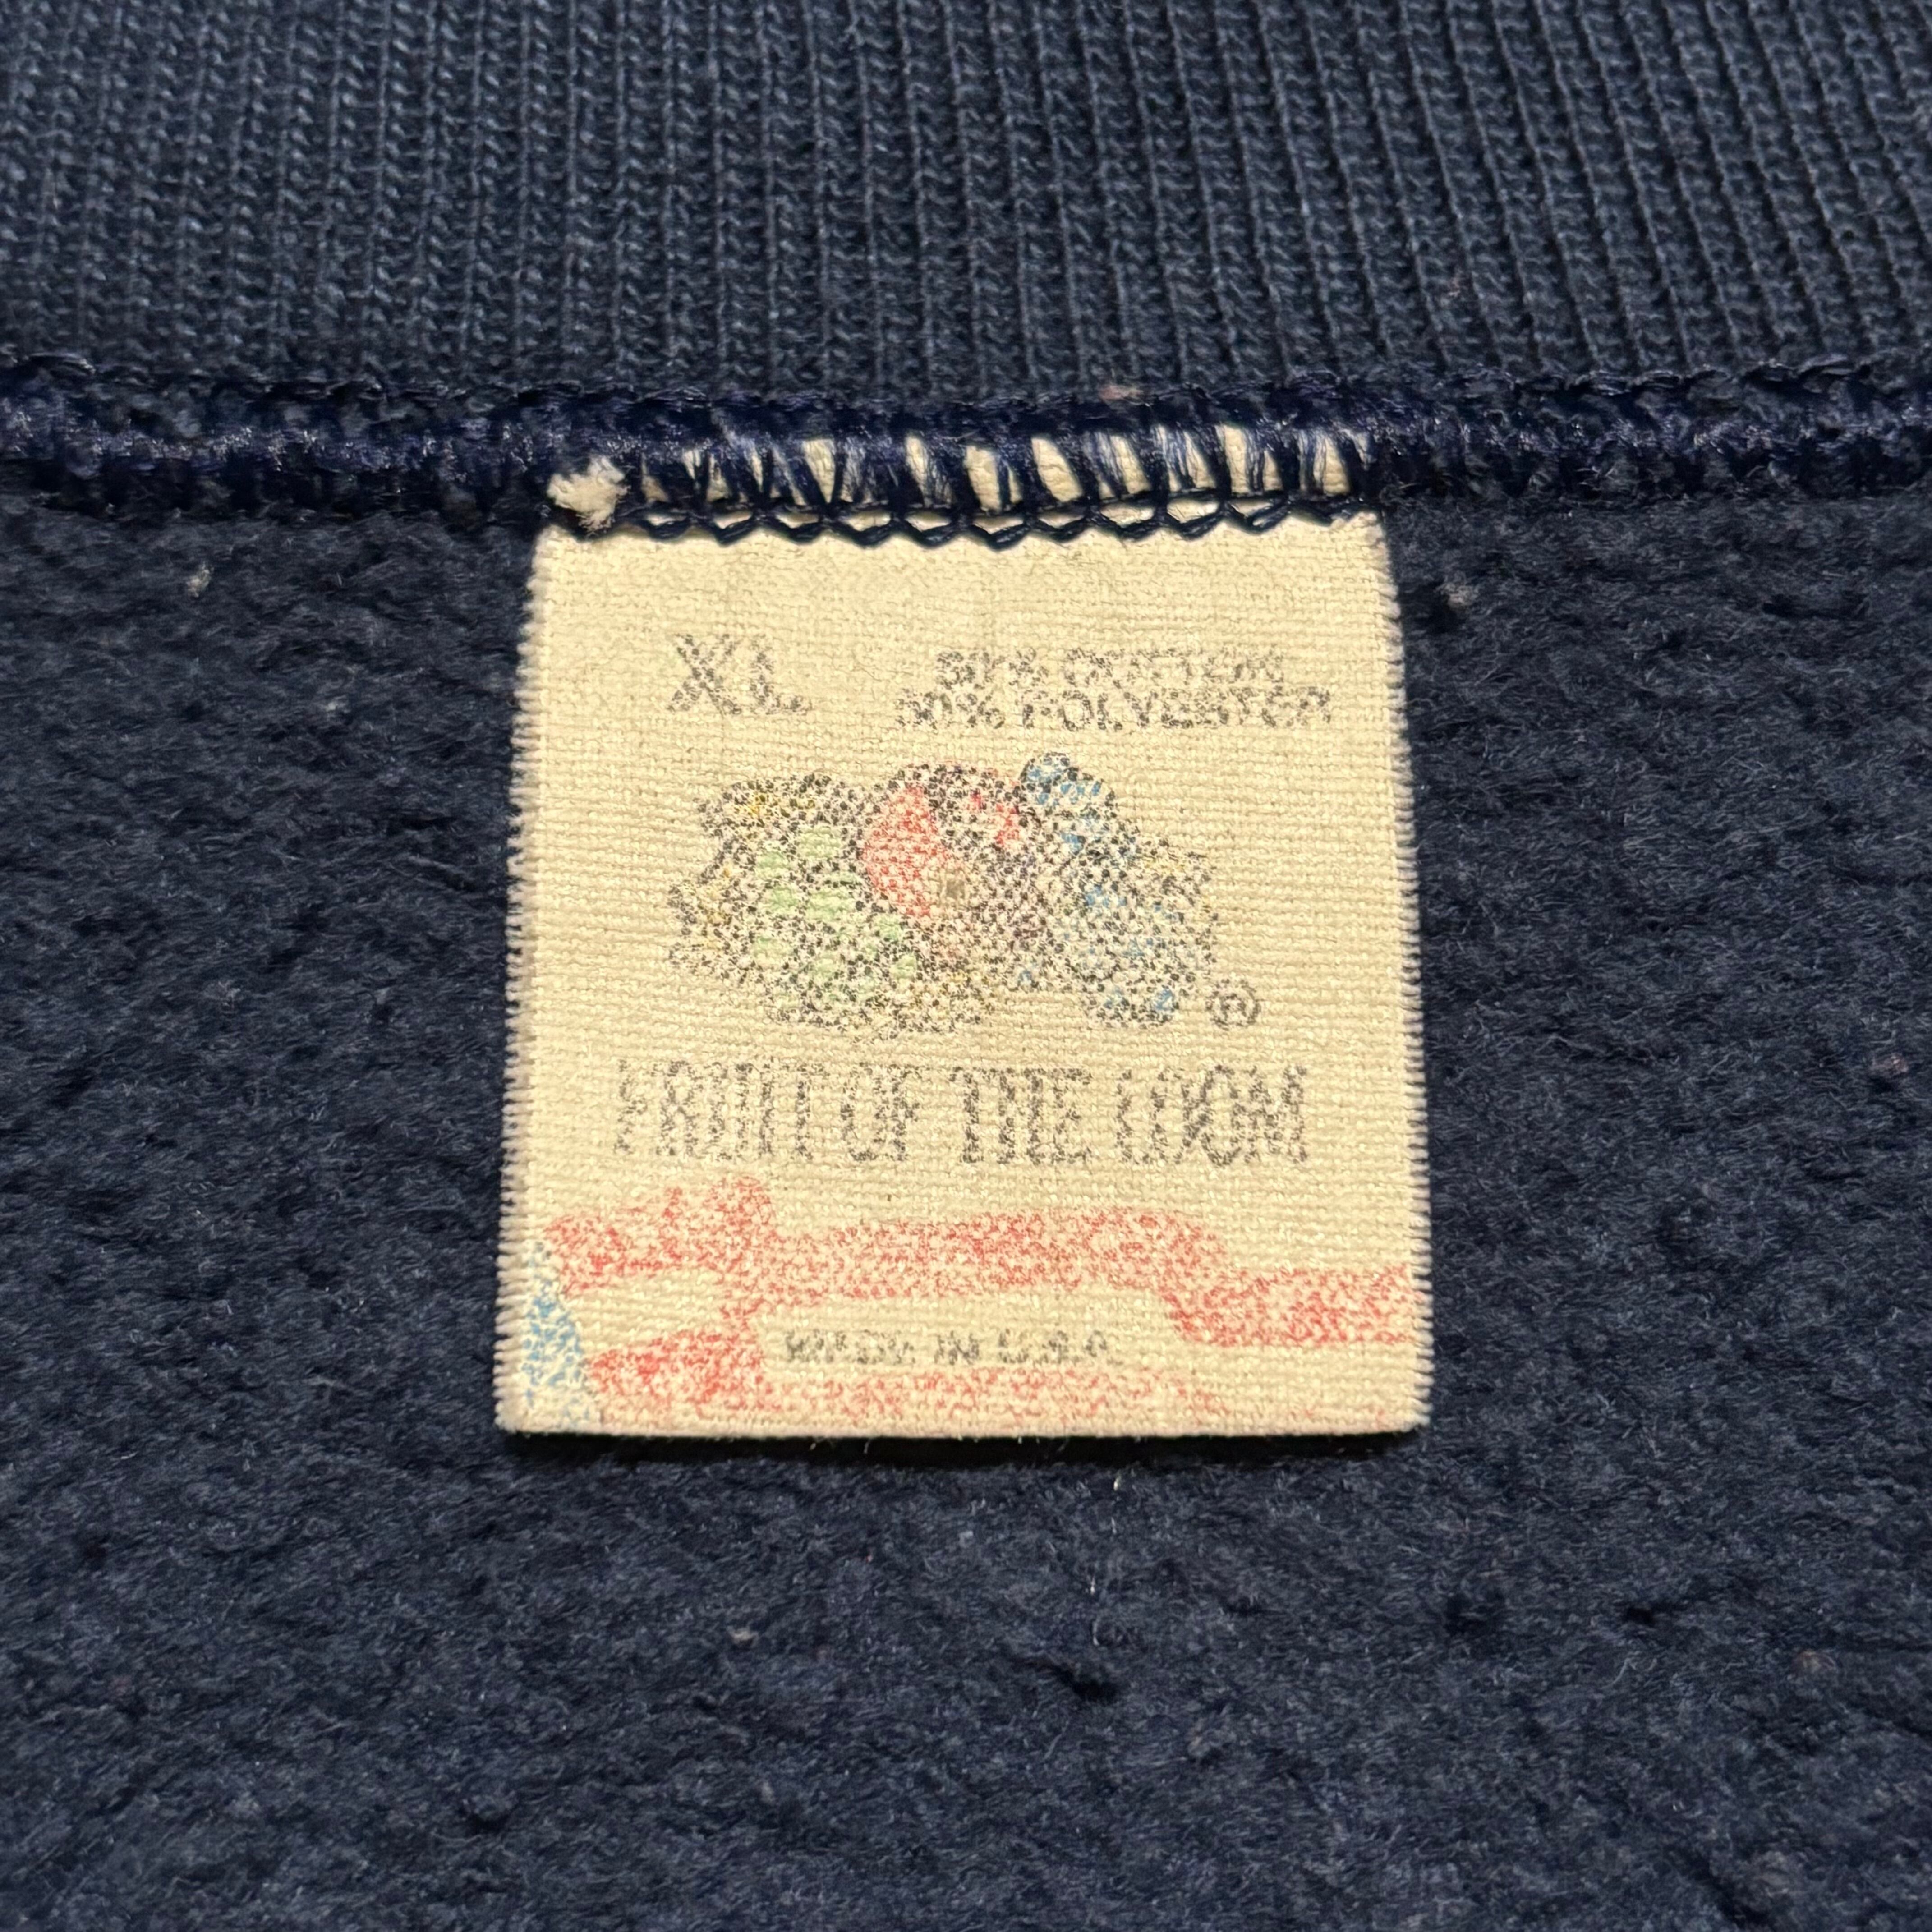 XL
50% COTTON
50% POLYESTER
®
FRUIT OF THE LOOM
MADE IN U.S.A.